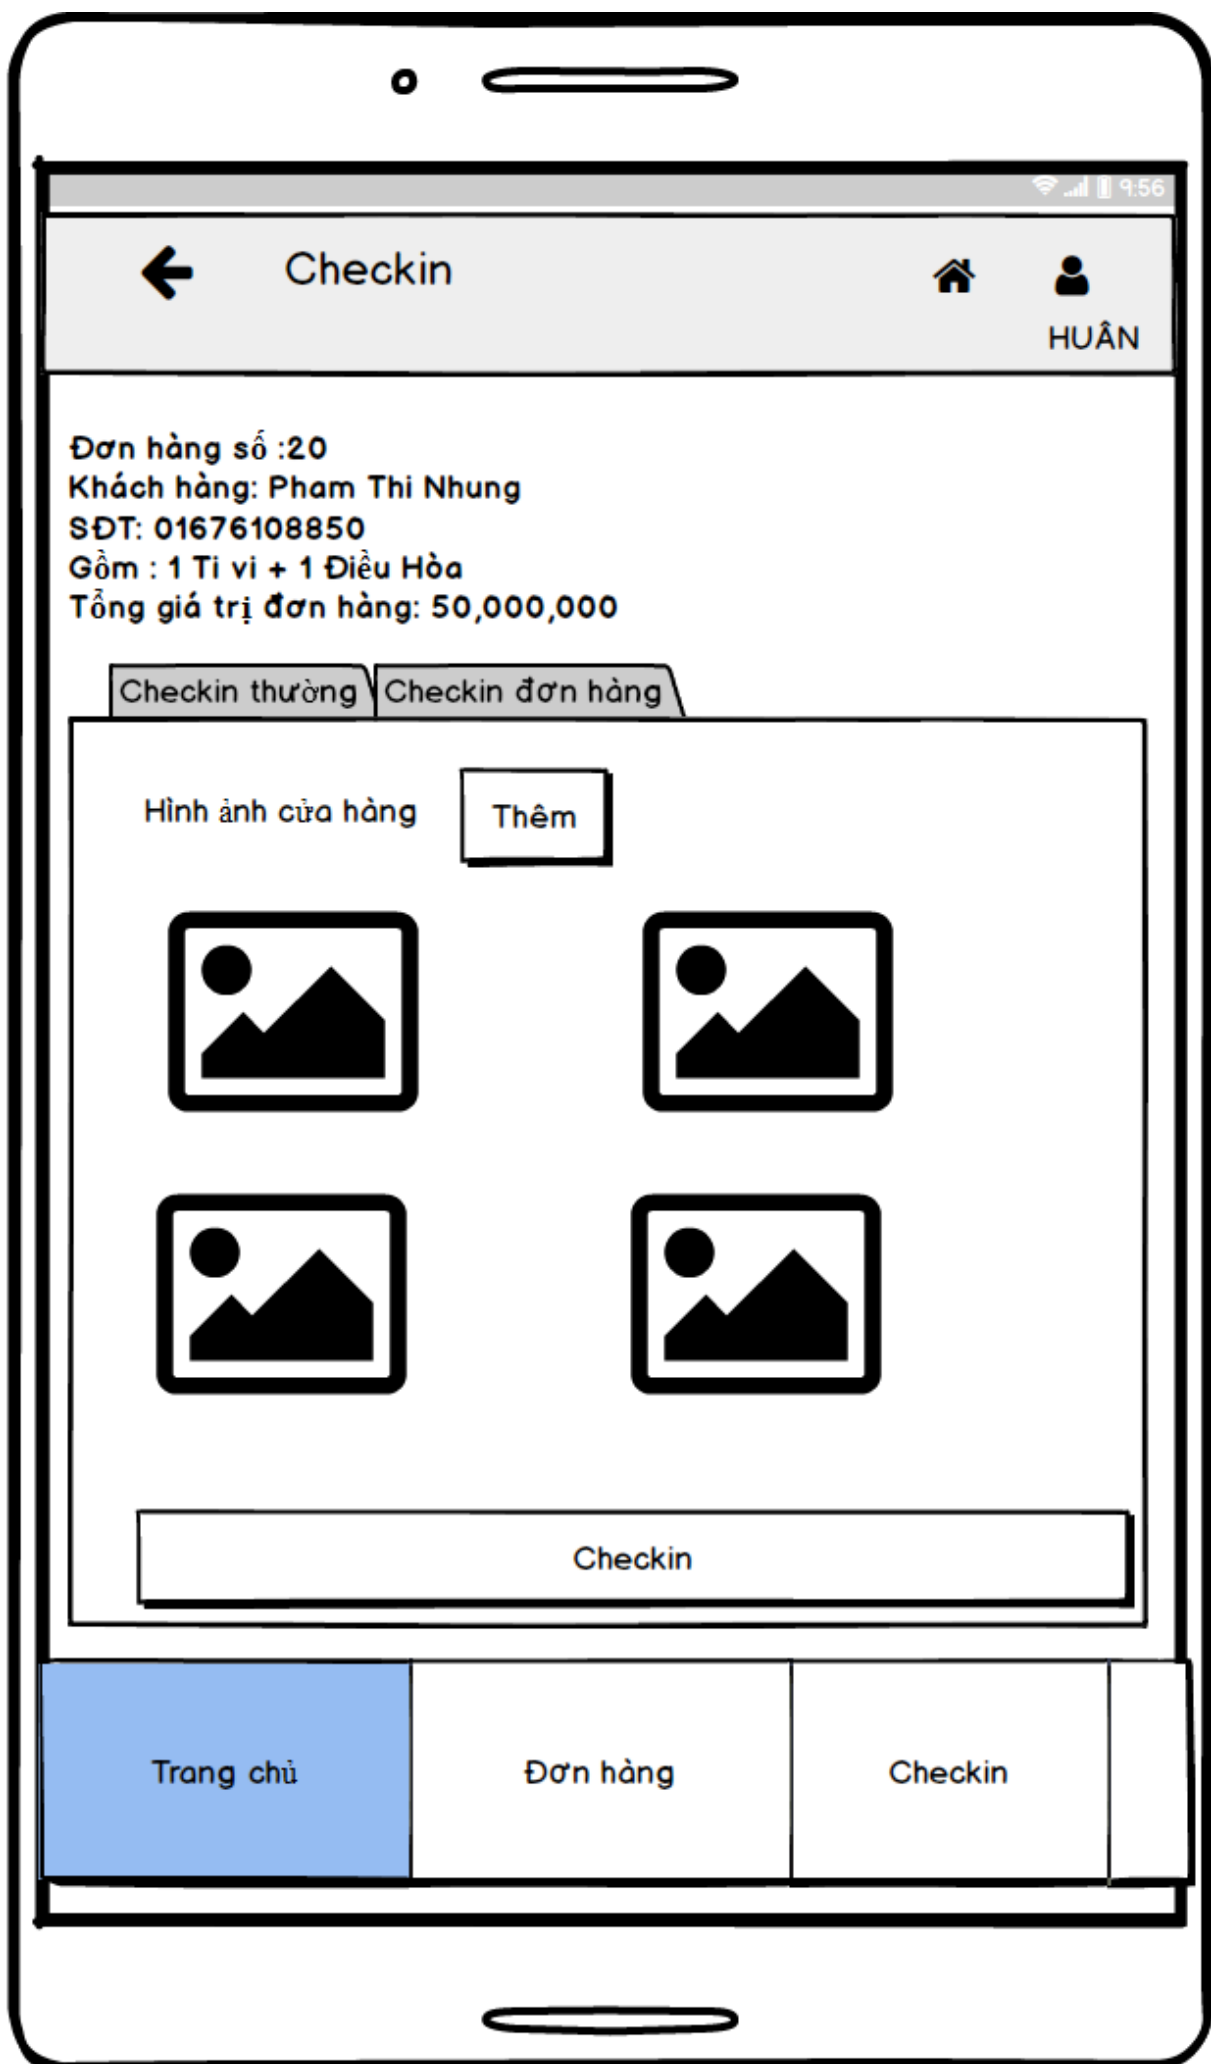 9:56
Checkin
HUÂN
Đơn hàng số :20
Khách hàng: Pham Thi Nhung
SĐT: 01676108850
Gồm : 1 Ti vi + 1 Điều Hòa
Tổng giá trị đơn hàng: 50,000,000
Checkin thường Checkin đơn hàng
Hình ảnh cửa hàng Thêm
Checkin
Trang chủ Đơn hàng Checkin